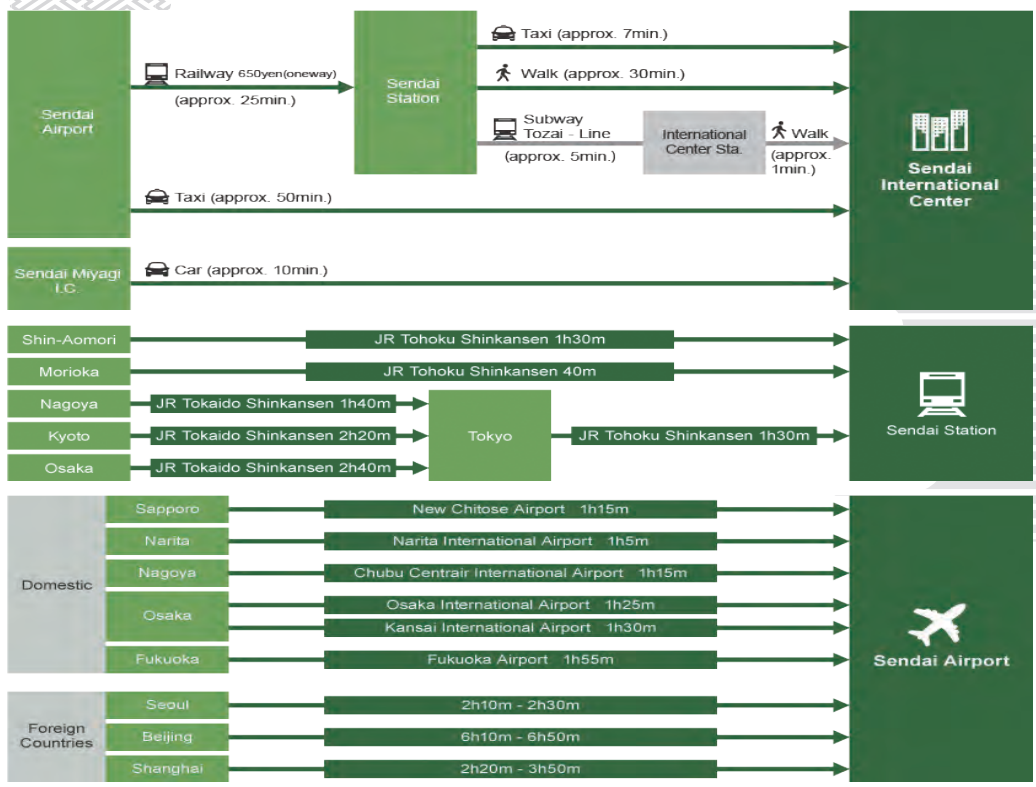 Taxi (approx. 7min.)
Railway 650yen(oneway)
(approx. 25min.)
Sendai
Station
Walk (approx. 30min.)
Sendai
Airport
Subway
Tozai - Line
(approx. 5min.)
International
Center Sta.
Walk
(approx.
1min.)
Sendai
International
Center
Taxi (approx. 50min.)
Sendai Miyagi
I.C.
Car (approx. 10min.)
Shin-Aomori
JR Tohoku Shinkansen 1h30m
Morioka
JR Tohoku Shinkansen 40m
Nagoya
JR Tokaido Shinkansen 1h40m
Kyoto
JR Tokaido Shinkansen 2h20m
Osaka
JR Tokaido Shinkansen 2h40m
Tokyo
JR Tohoku Shinkansen 1h30m
Sendai Station
Domestic
Sapporo
New Chitose Airport 1h15m
Narita
Narita International Airport 1h5m
Nagoya
Chubu Centrair International Airport 1h15m
Osaka
Osaka International Airport 1h25m
Kansai International Airport 1h30m
Fukuoka
Fukuoka Airport 1h55m
Sendai Airport
Foreign
Countries
Seoul
2h10m - 2h30m
Beijing
6h10m - 6h50m
Shanghai
2h20m - 3h50m